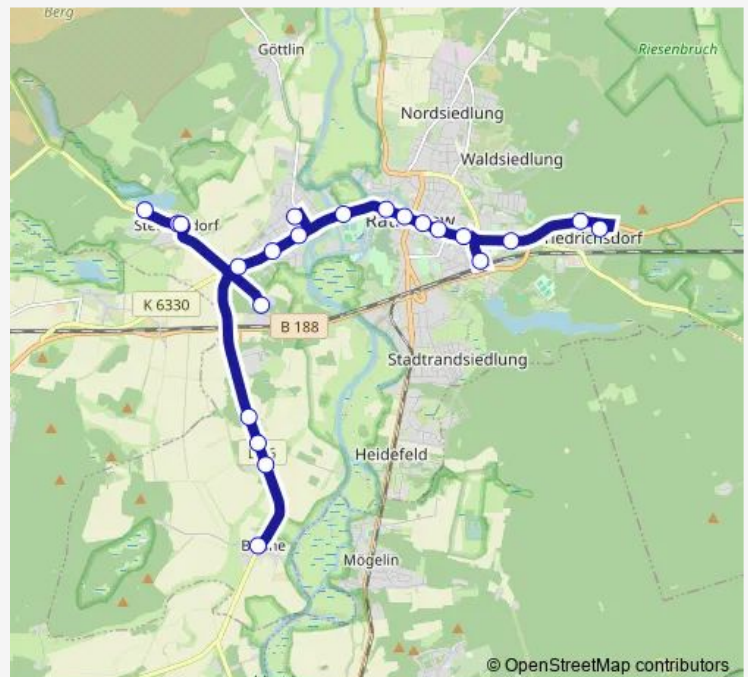 Berg
Göttlin
Riesenbruch
Nordsiedlung
Waldsiedlung
K 6330
B 188
Stadtrandsiedlung
Heidefeld
Mögelin
© OpenStreetMap contributors